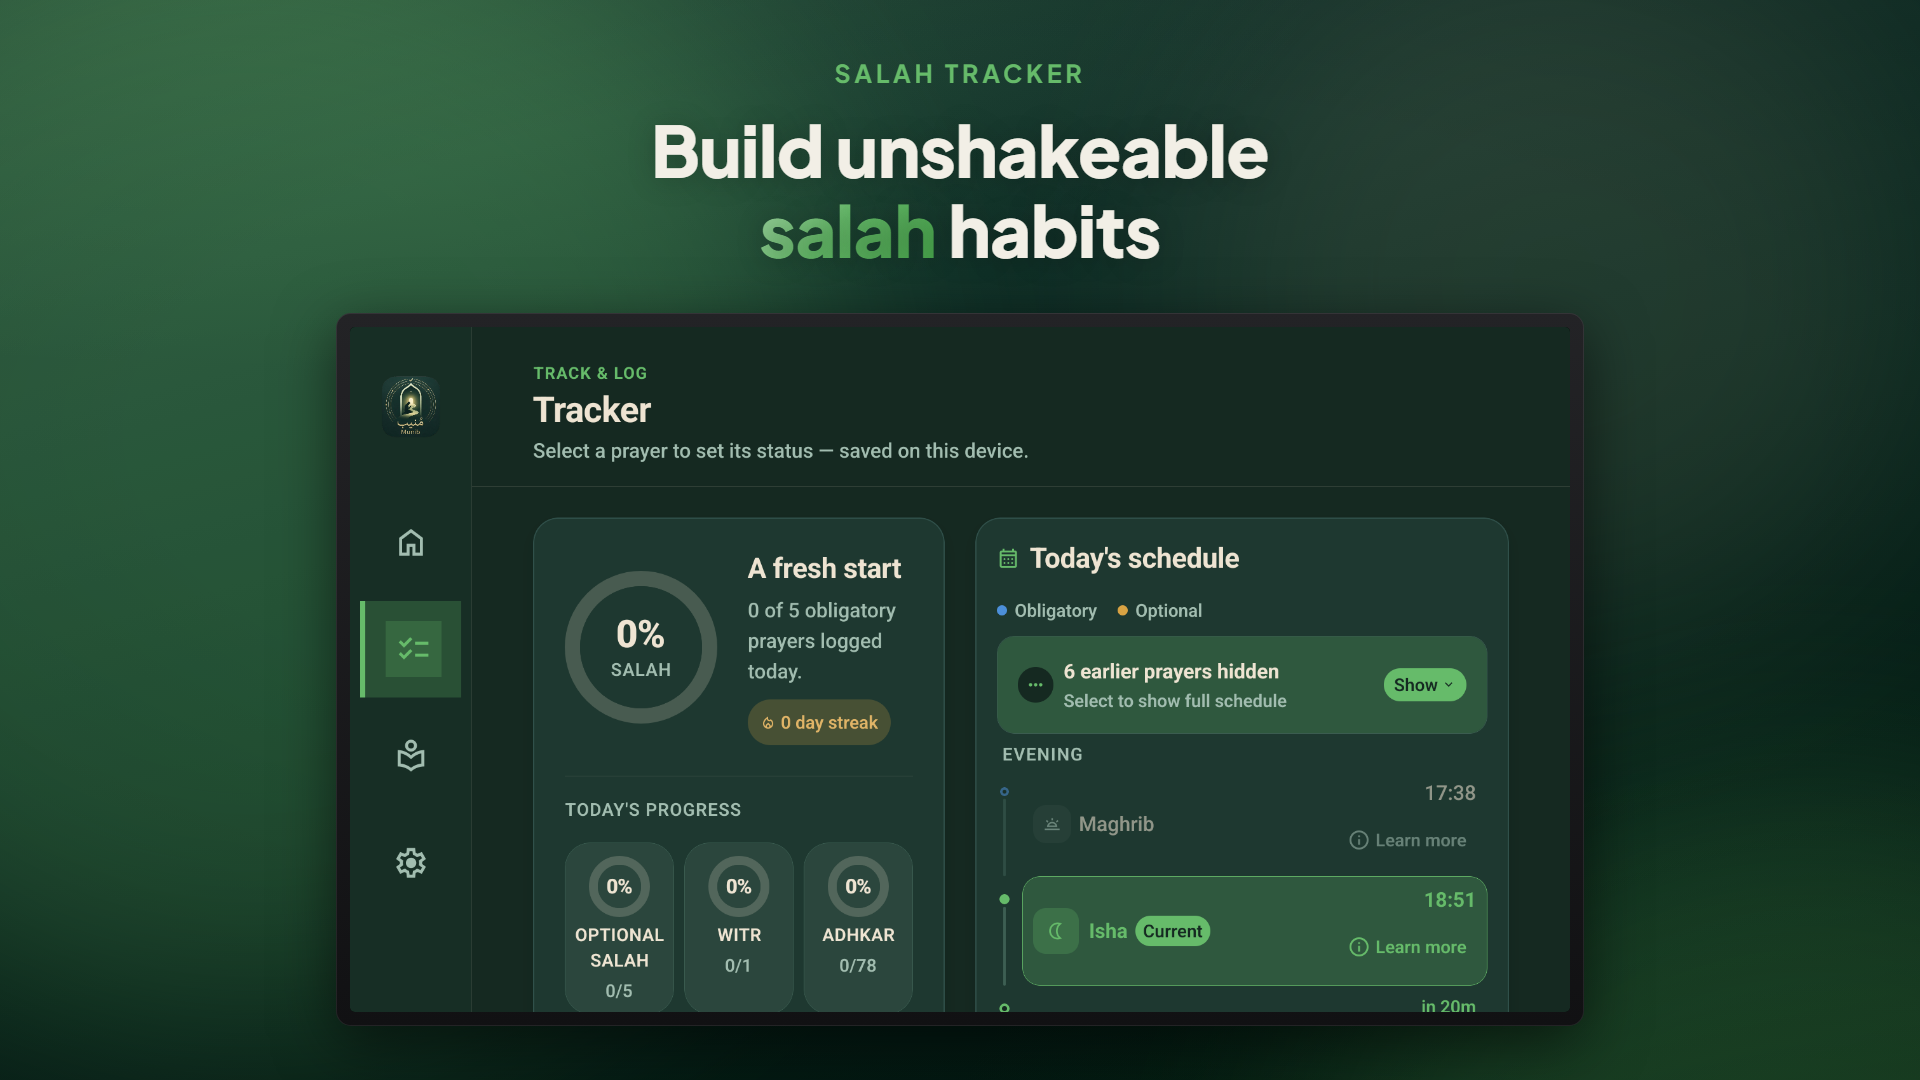 SALAH TRACKER
Build unshakeable
salah habits
منيب
Munib
TRACK & LOG
Tracker
Select a prayer to set its status — saved on this device.
0%
SALAH
A fresh start
0 of 5 obligatory
prayers logged
today.
0 day streak
TODAY'S PROGRESS
0%
OPTIONAL
SALAH
0/5
0%
WITR
0/1
0%
ADHKAR
0/78
Today's schedule
Obligatory
Optional
6 earlier prayers hidden
Select to show full schedule
Show
EVENING
17:38
Maghrib
Learn more
18:51
Isha
Current
Learn more
in 20m